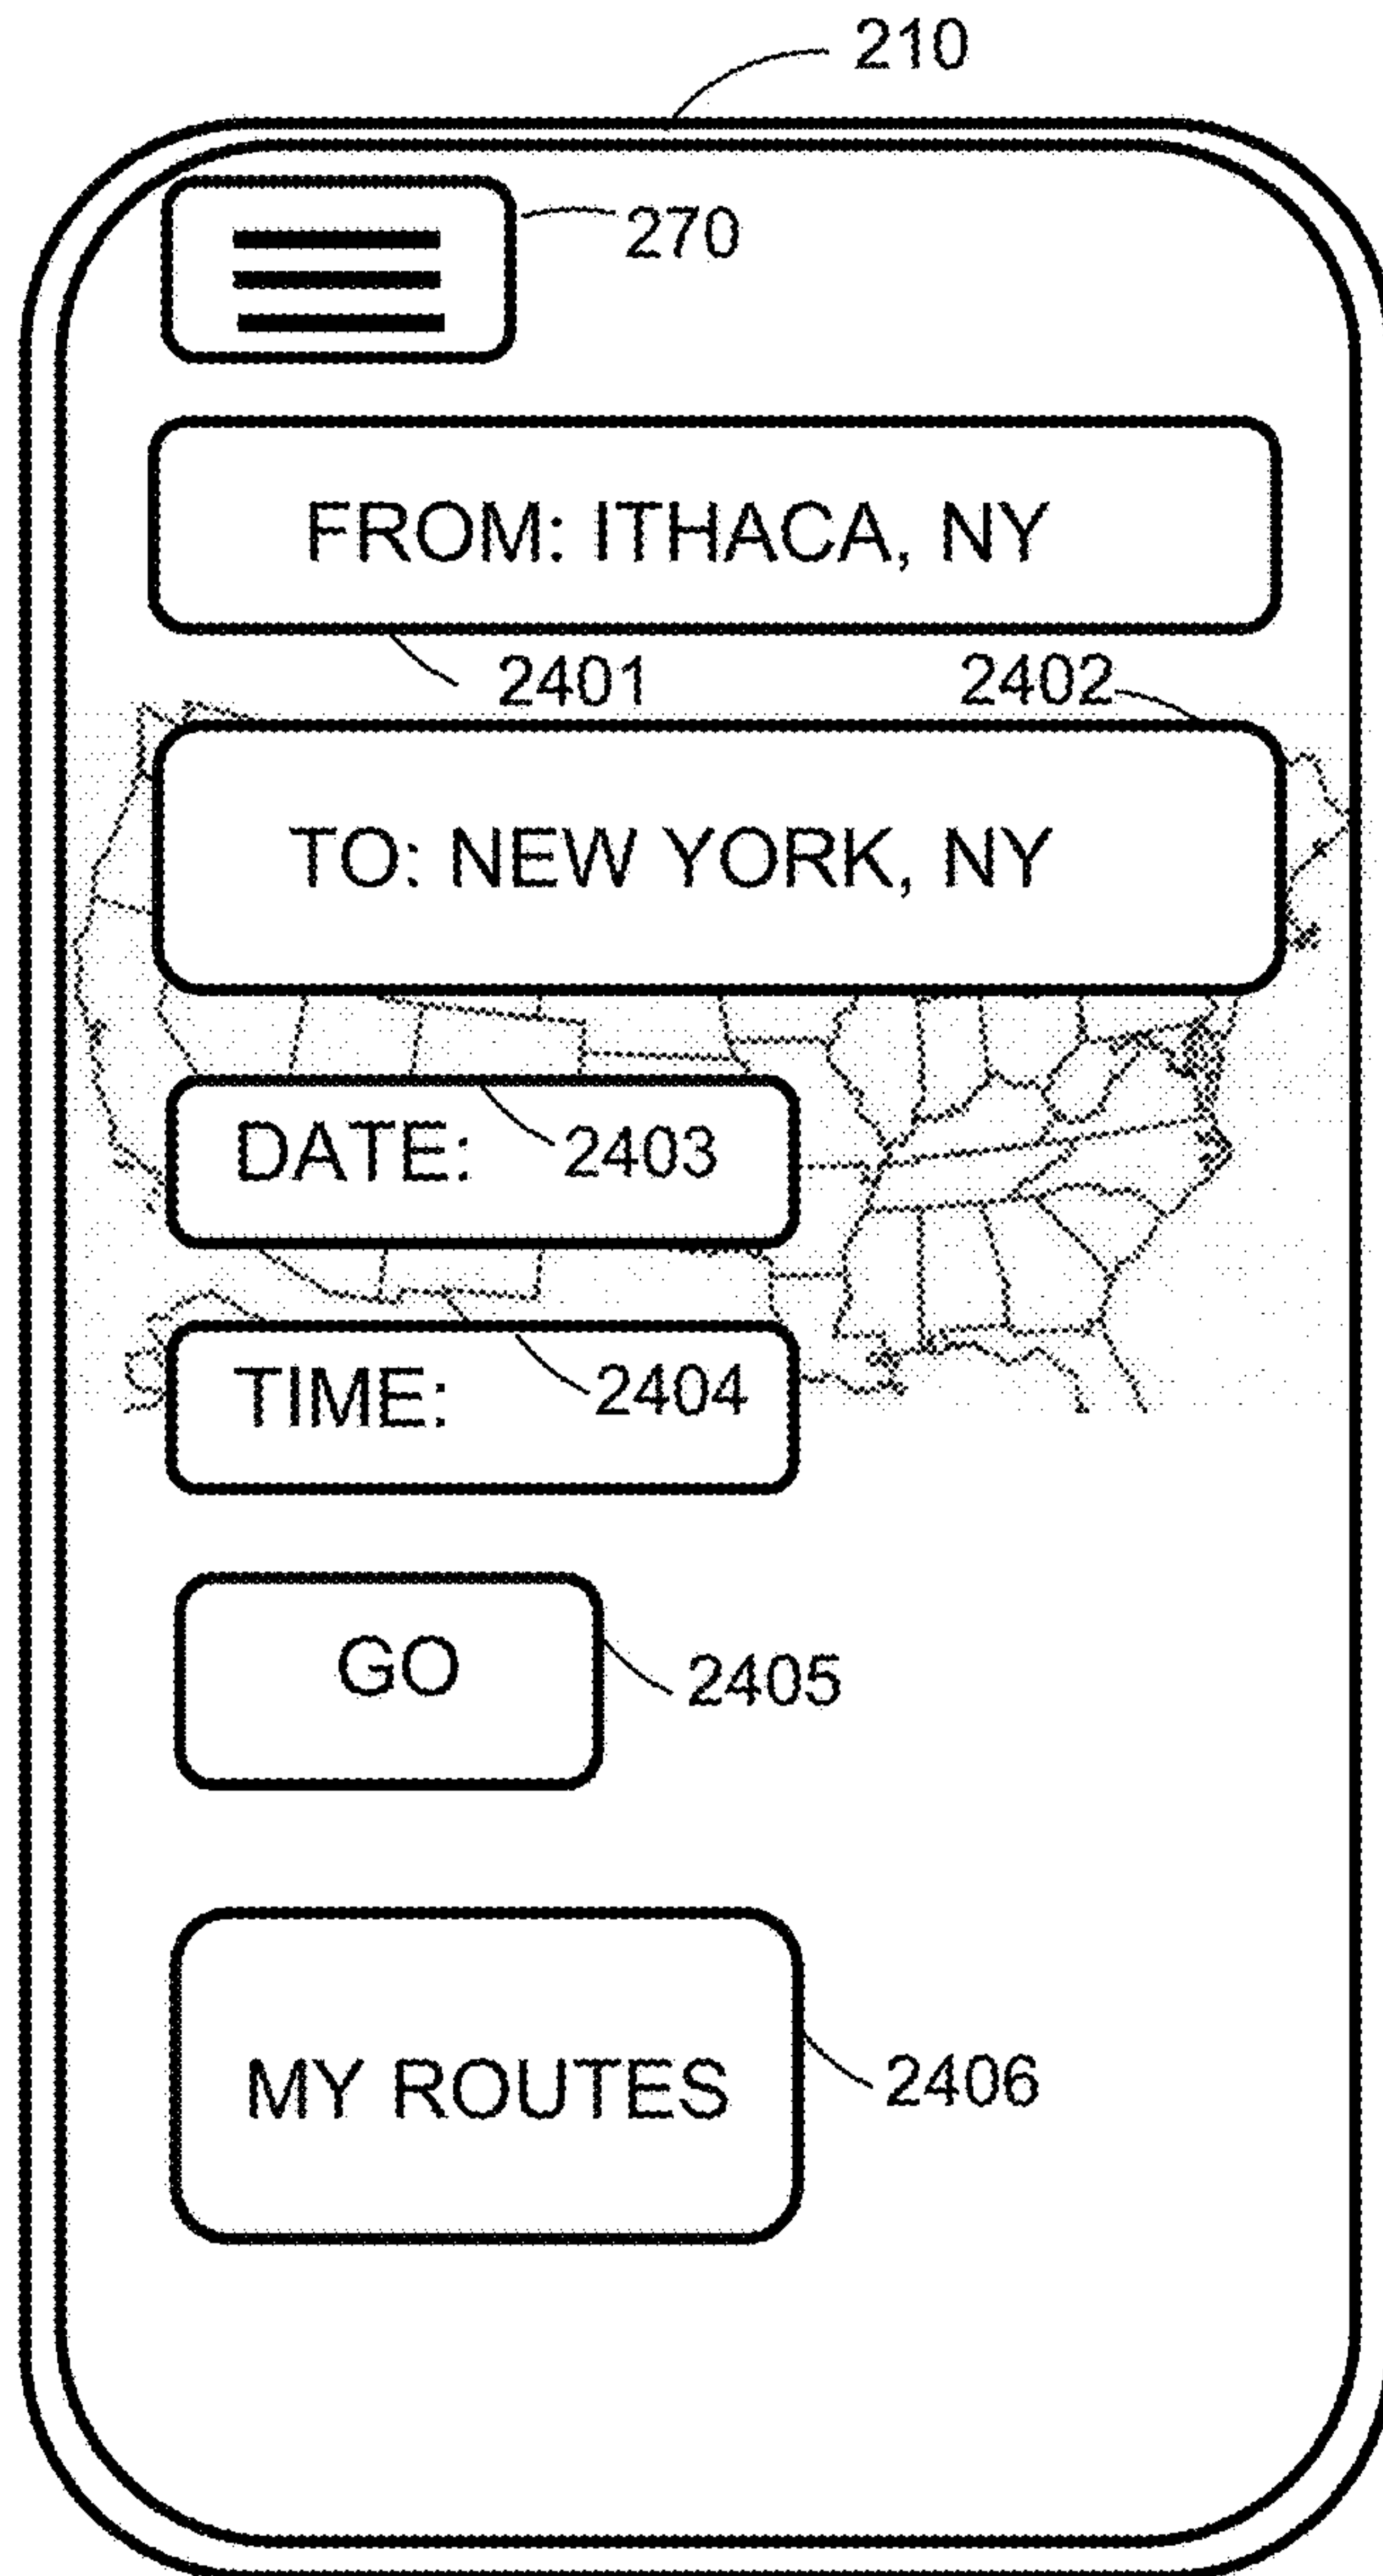 210
270
FROM: ITHACA, NY
2401 2402
TO: NEW YORK, NY
DATE: 2403
TIME: 2404
GO
2405
MY ROUTES 2406